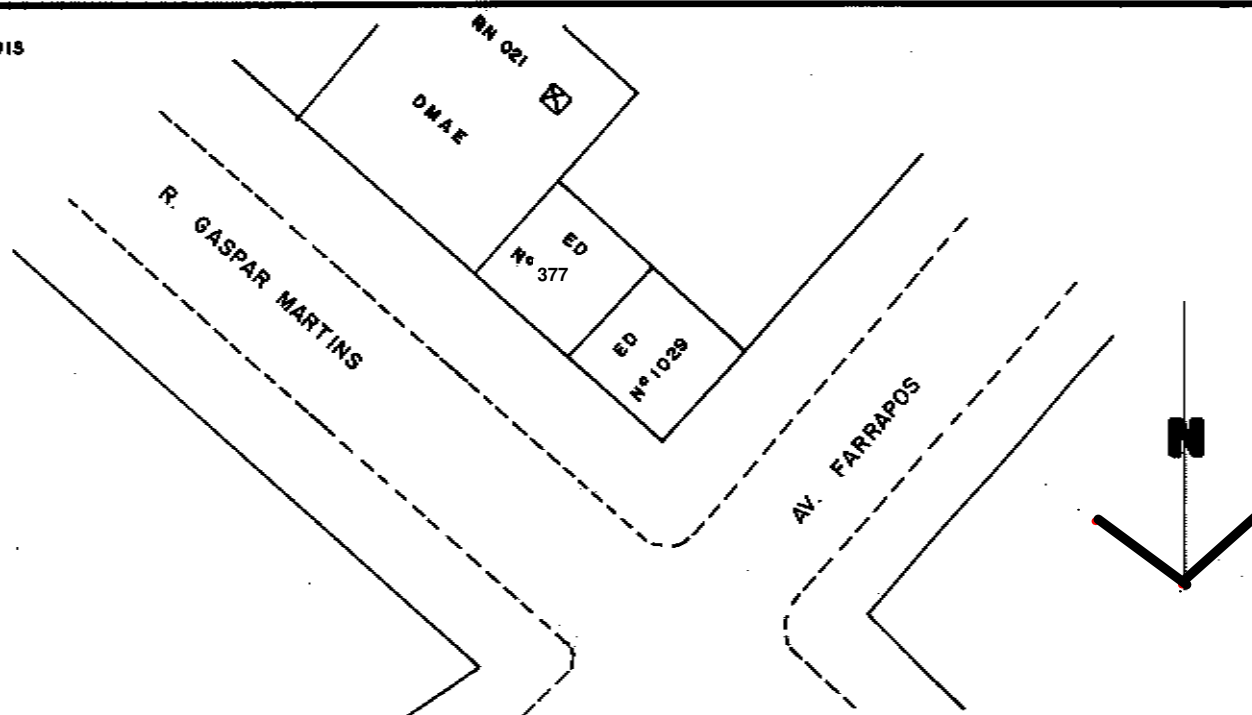 RN 021
DMAE
R. GASPAR MARTINS
ED
Nº 377
ED
Nº 1029
AV. FARRAPOS
N